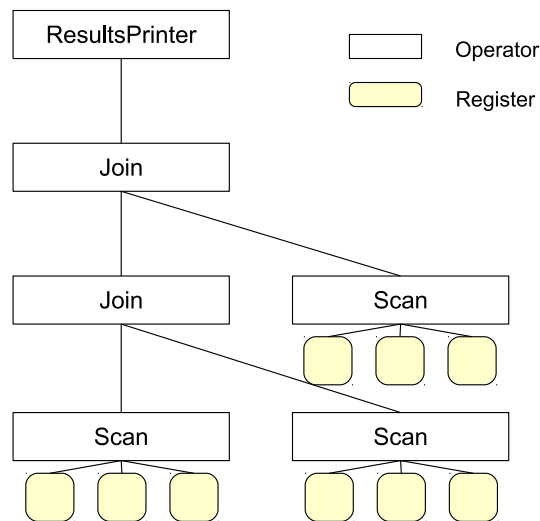 ResultsPrinter
Operator
Register
Join
Join
Scan
Scan
Scan